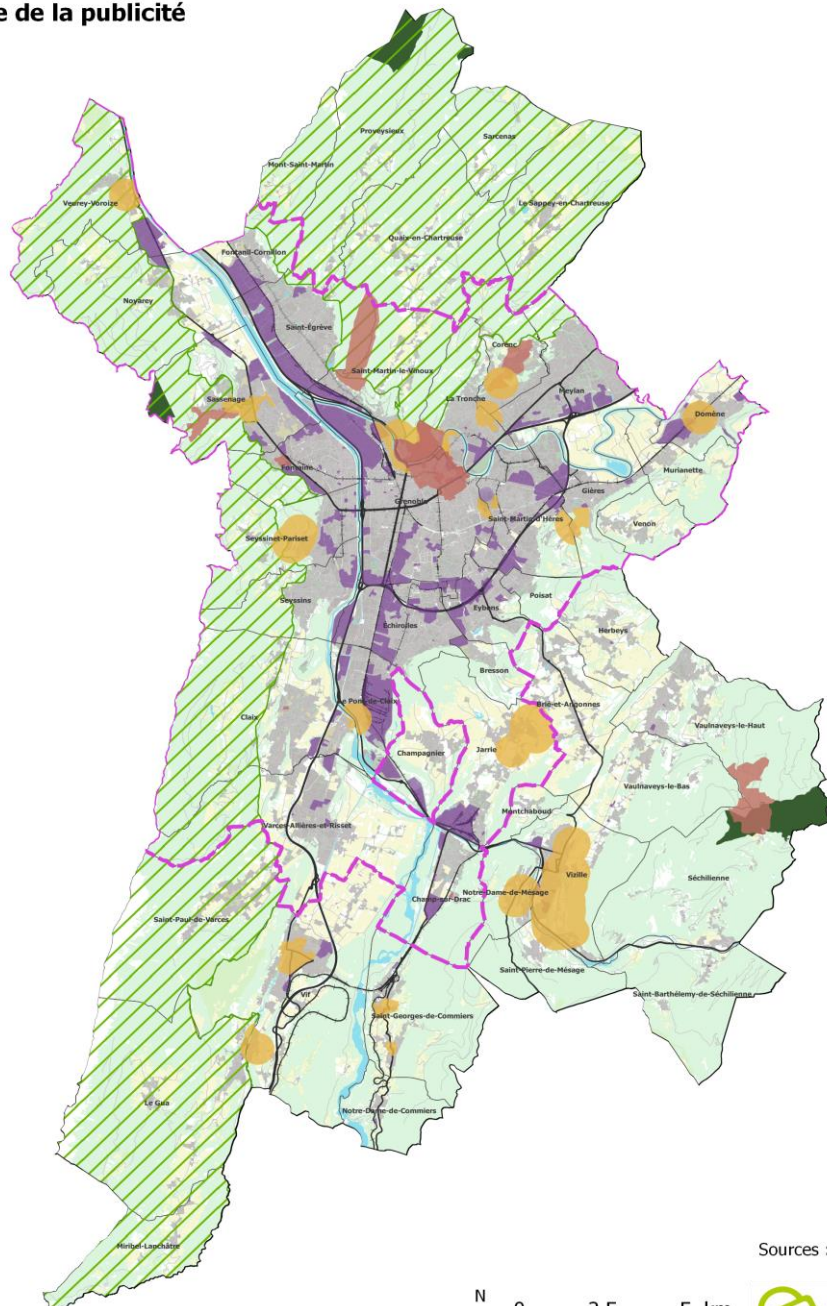 e de la publicité
Proveysieux
Sarcenas
Mont-Saint-Martin
Veurey-Voroize
Le Sappey-en-Chartreuse
Quaix-en-Chartreuse
Fontanil-Cornillon
Noyarey
Saint-Égrève
Corenc
Saint-Martin-le-Vinoux
Meylan
Sassenage
La Tronche
Domène
Murianette
Fontaine
Gières
Grenoble
Saint-Martin-d'Hères
Venon
Seyssinet-Pariset
Poisat
Seyssins
Eybens
Échirolles
Herbeys
Bresson
Le Pont-de-Claix
Brié-et-Angonnes
Claix
Vaulnaveys-le-Haut
Champagnier
Jarrie
Vaulnaveys-le-Bas
Montchaboud
Varces-Allières-et-Risset
Vizille
Séchilienne
Notre-Dame-de-Mésage
Champ-sur-Drac
Saint-Paul-de-Varces
Saint-Pierre-de-Mésage
Vif
Saint-Barthélemy-de-Séchilienne
Saint-Georges-de-Commiers
Le Gua
Notre-Dame-de-Commiers
Miribel-Lanchâtre
Sources :
N